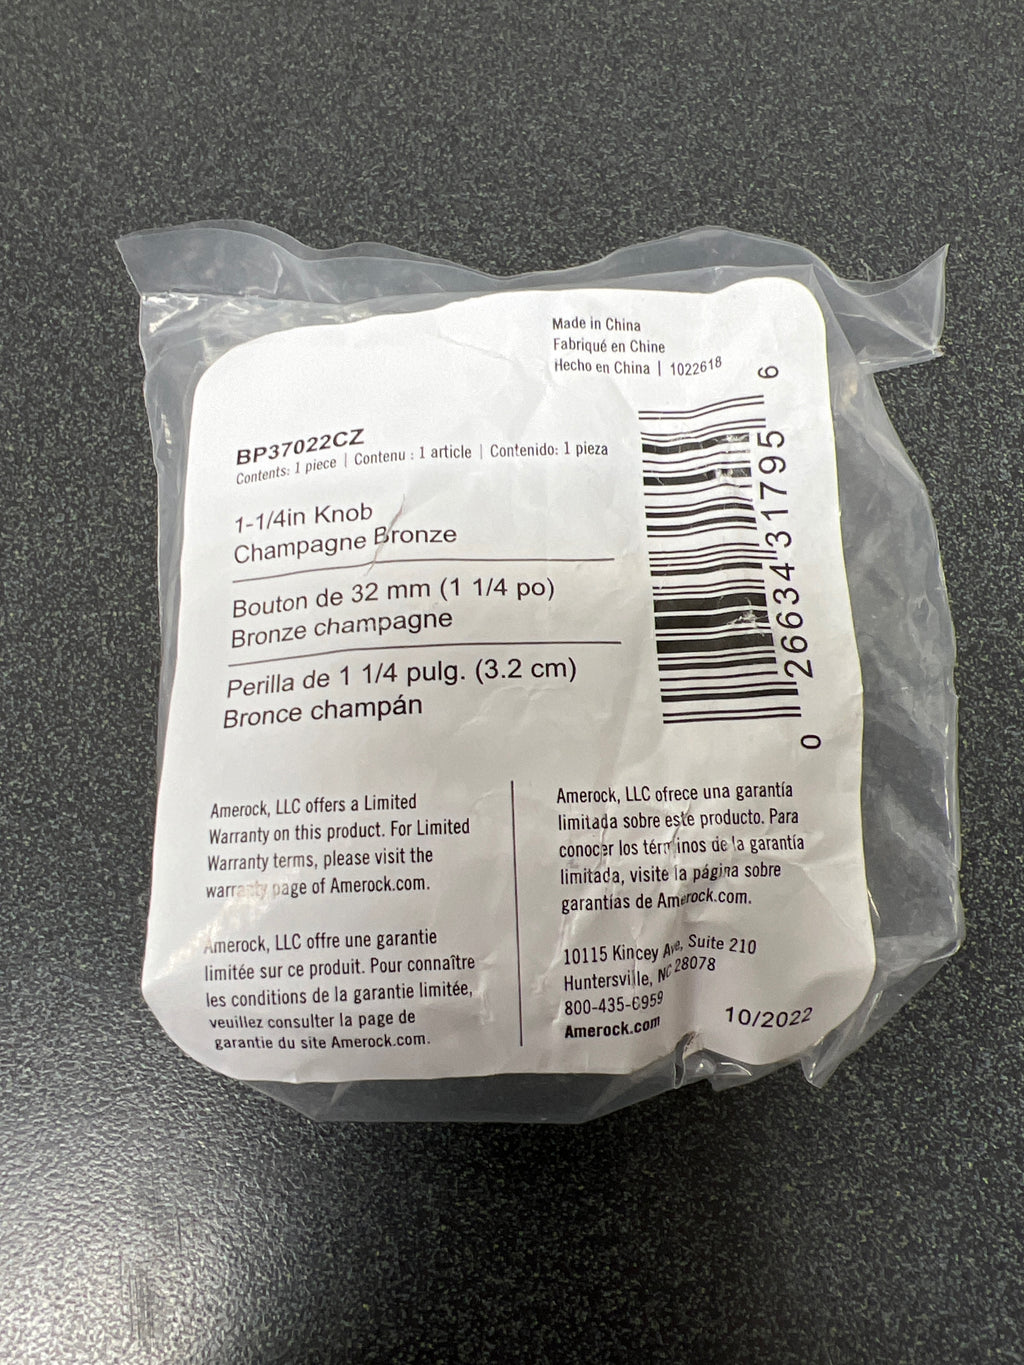 Made in China
Fabriqué en Chine
Hecho en China | 1022618
BP37022CZ
Contents: 1 piece | Contenu : 1 article | Contenido: 1 pieza
1-1/4in Knob
Champagne Bronze
Bouton de 32 mm (1 1/4 po)
Bronze champagne
Perilla de 1 1/4 pulg. (3.2 cm)
Bronce champán
0 26634 31795 6
Amerock, LLC offers a Limited
Warranty on this product. For Limited
Warranty terms, please visit the
warranty page of Amerock.com.
Amerock, LLC offre une garantie
limitée sur ce produit. Pour connaître
les conditions de la garantie limitée,
veuillez consulter la page de
garantie du site Amerock.com.
Amerock, LLC ofrece una garantía
limitada sobre este producto. Para
conocer los términos de la garantía
limitada, visite la página sobre
garantías de Amerock.com.
10115 Kincey Ave, Suite 210
Huntersville, NC 28078
800-435-6959
Amerock.com
10/2022